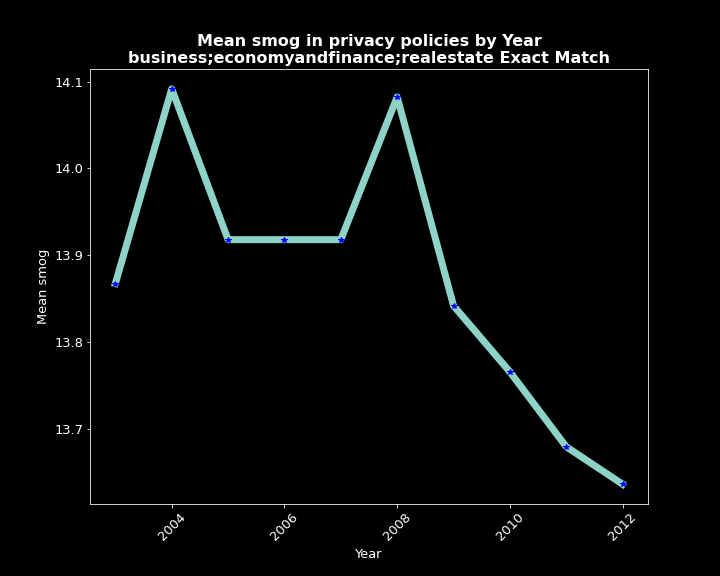 Mean smog in privacy policies by Year
business;economyandfinance;realestate Exact Match
14.1
14.0
13.9
13.8
13.7
Mean smog
2004
2006
2008
2010
2012
Year